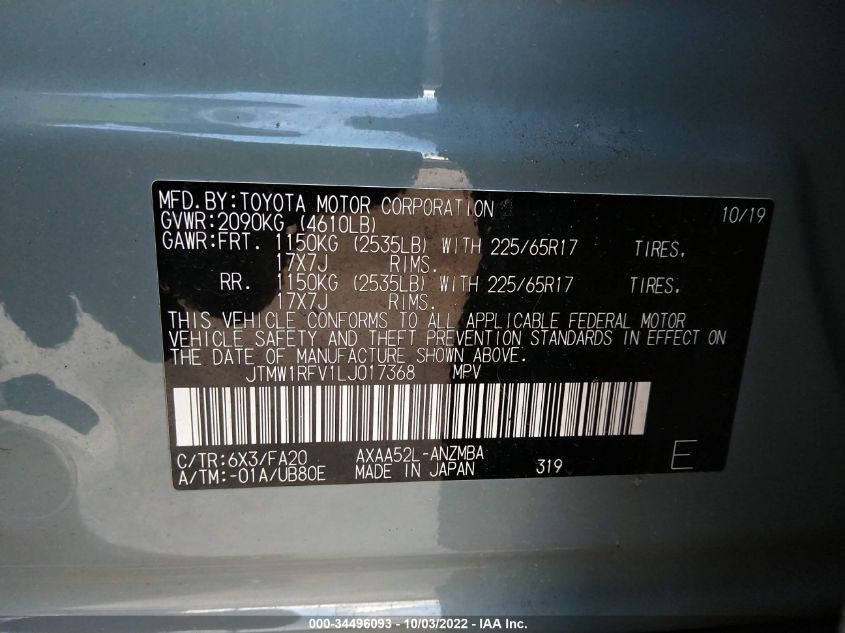 MFD. BY: TOYOTA MOTOR CORPORATION 10/19
GVWR: 2090KG (4610LB)
GAWR: FRT. 1150KG (2535LB) WITH 225/65R17 TIRES.
17X7J RIMS.
RR. 1150KG (2535LB) WITH 225/65R17 TIRES.
17X7J RIMS.
THIS VEHICLE CONFORMS TO ALL APPLICABLE FEDERAL MOTOR
VEHICLE SAFETY AND THEFT PREVENTION STANDARDS IN EFFECT ON
THE DATE OF MANUFACTURE SHOWN ABOVE.
JTMW1RFV1LJ017368 MPV
C/TR: 6X3/FA20 AXAA52L-ANZMBA
A/TM: -01A/UB80E MADE IN JAPAN 319 E
000-34496093 - 10/03/2022 - IAA Inc.